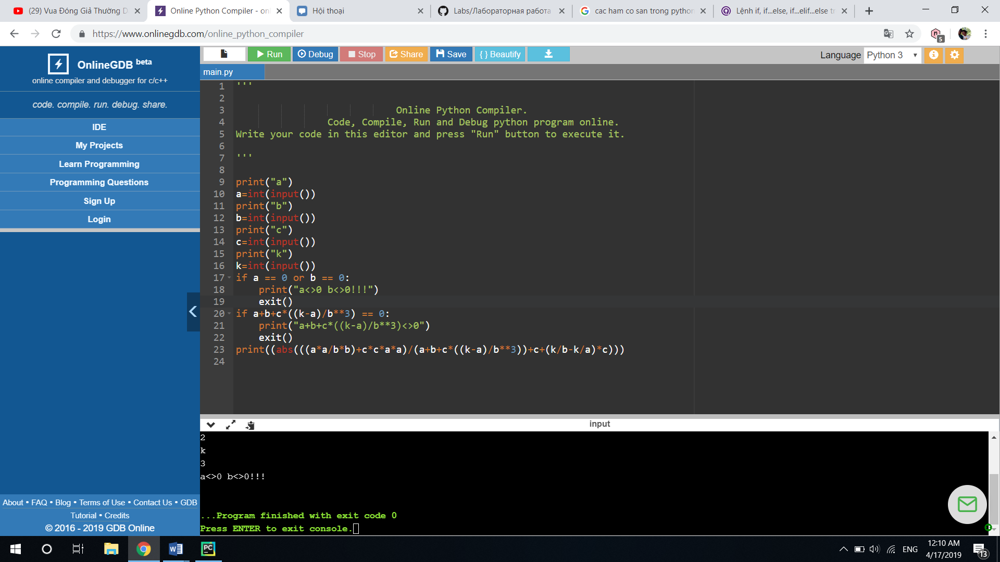 (29) Vua Đóng Giả Thường D
Online Python Compiler - onl
Hội thoại
Labs/Лабораторная работа
cac ham co san trong python
Lệnh if, if...else, if...elif...else tr
https://www.onlinegdb.com/online_python_compiler
5
OnlineGDB beta
online compiler and debugger for c/c++
code. compile. run. debug. share.
IDE
My Projects
Learn Programming
Programming Questions
Sign Up
Login
About • FAQ • Blog • Terms of Use • Contact Us • GDB
Tutorial • Credits
© 2016 - 2019 GDB Online
Run
Debug
Stop
Share
Save
{ } Beautify
Language Python 3
main.py
1 '''
2
3 Online Python Compiler.
4 Code, Compile, Run and Debug python program online.
5 Write your code in this editor and press "Run" button to execute it.
6
7 '''
8
9 print("a")
10 a=int(input())
11 print("b")
12 b=int(input())
13 print("c")
14 c=int(input())
15 print("k")
16 k=int(input())
17 if a == 0 or b == 0:
18 print("a<>0 b<>0!!!")
19 exit()
20 if a+b+c*((k-a)/b**3) == 0:
21 print("a+b+c*((k-a)/b**3)<>0")
22 exit()
23 print((abs(((a*a/b*b)+c*c*a*a)/(a+b+c*((k-a)/b**3))+c+(k/b-k/a)*c)))
24
input
2
k
3
a<>0 b<>0!!!
...Program finished with exit code 0
Press ENTER to exit console.
W
PC
ENG
12:10 AM
4/17/2019
13